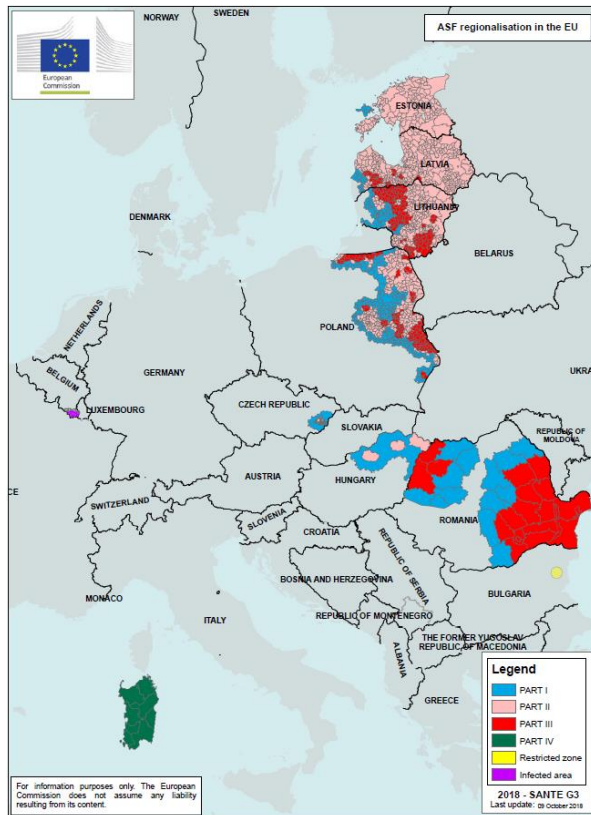 NORWAY
SWEDEN
ASF regionalisation in the EU
European
Commission
ESTONIA
LATVIA
LITHUANIA
DENMARK
BELARUS
NETHERLANDS
POLAND
BELGIUM
GERMANY
UKRA
LUXEMBOURG
CZECH REPUBLIC
SLOVAKIA
REPUBLIC OF
MOLDOVA
CE
AUSTRIA
HUNGARY
SWITZERLAND
SLOVENIA
ROMANIA
CROATIA
BOSNIA AND HERZEGOVINA
REPUBLIC OF SERBIA
MONACO
ITALY
BULGARIA
REPUBLIC OF MONTENEGRO
THE FORMER YUGOSLAV
REPUBLIC OF MACEDONIA
ALBANIA
GREECE
Legend
PART I
PART II
PART III
PART IV
Restricted zone
Infected area
For information purposes only. The European
Commission does not assume any liability
resulting from its content.
2018 - SANTE G3
Last update: 09 October 2018